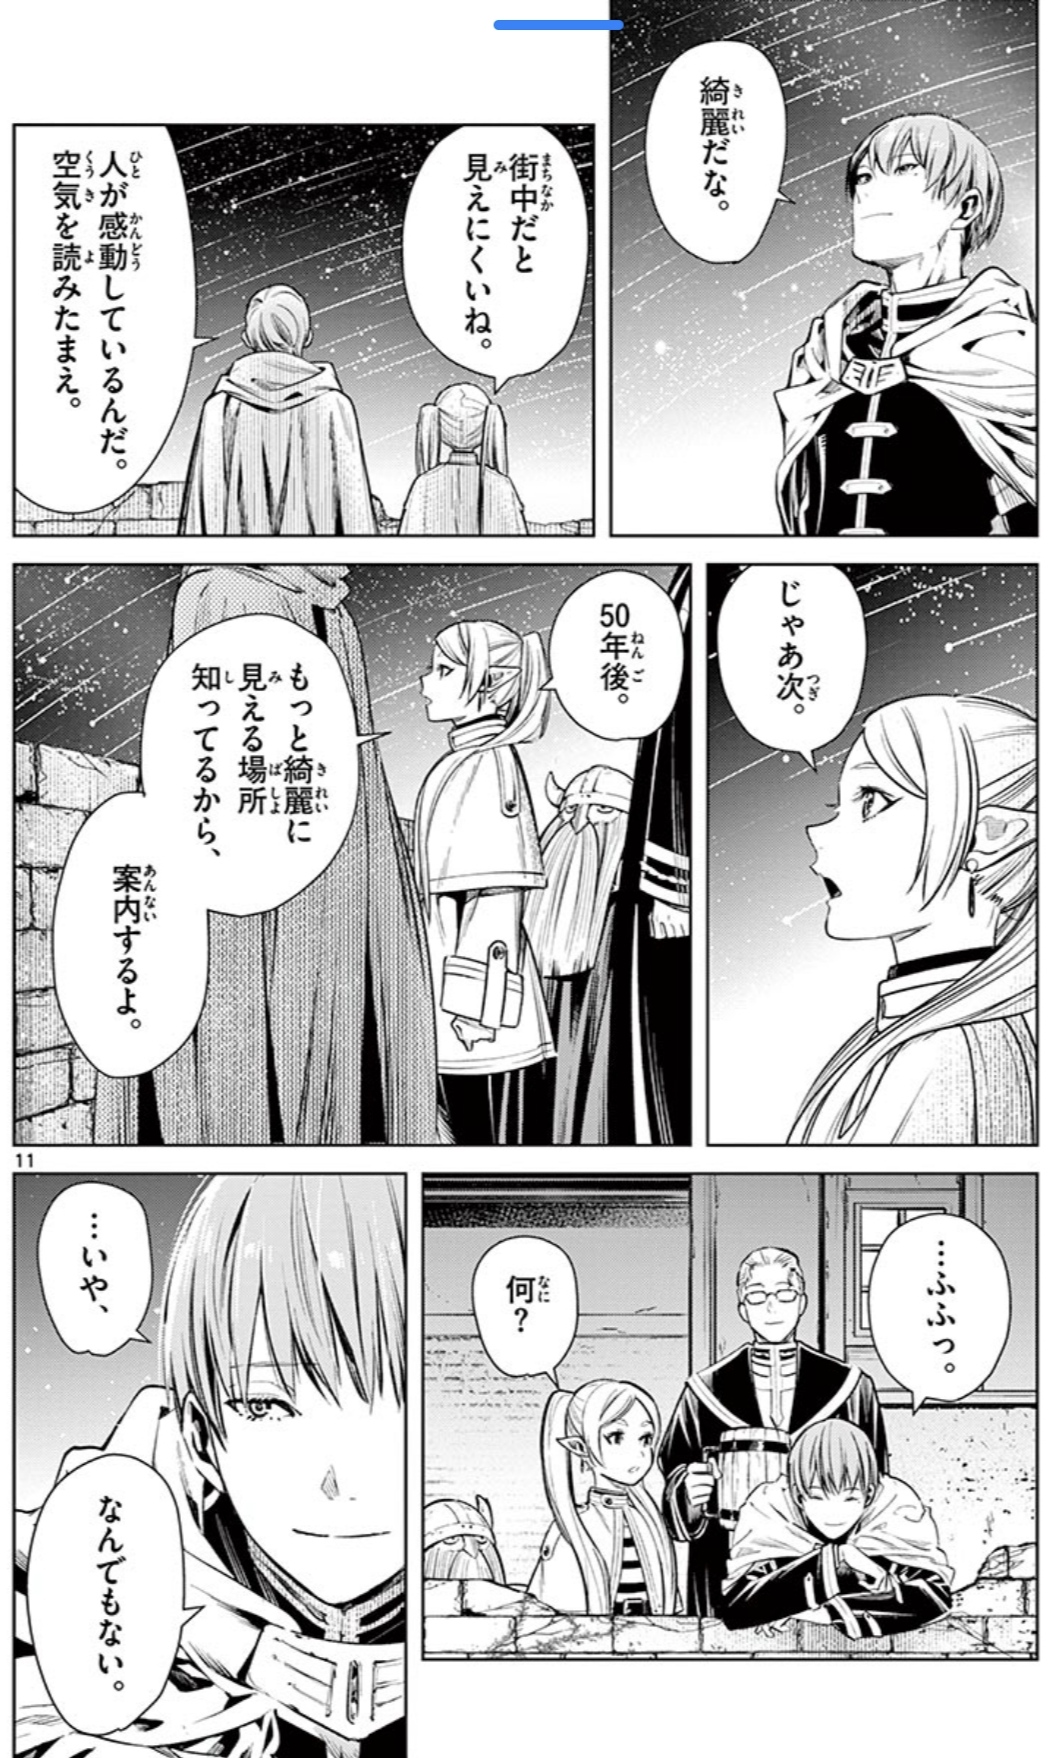 綺麗だな。
街中だと
見えにくいね。
人が感動しているんだ。
空気を読みたまえ。
じゃあ次。
50年後。
もっと綺麗に
見える場所
知ってるから、
案内するよ。
11
…ふふっ。
何？
…いや、
なんでもない。